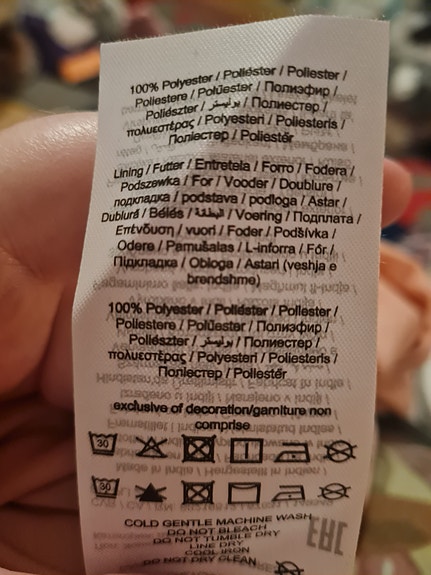 100% Polyester / Poliéster / Poliester /
Poliestere / Polüester / Полиэфир /
Poliészter / بوليستر / Полиестер /
πολυεστέρας / Polyesteri / Poliesteris /
Поліестер / Poliestër
Lining / Futter / Entretela / Forro / Fodera /
Podszewka / For / Vooder / Doublure /
подкладка / podstava / podloga / Astar /
Dublură / Bélés / البطانة / Voering / Подплата /
Επένδυση / vuori / Foder / Podšívka /
Odere / Pamušalas / L-inforra / Fór /
Підкладка / Obloga / Astari (veshja e
brendshme)
100% Polyester / Poliéster / Poliester /
Poliestere / Polüester / Полиэфир /
Poliészter / بوليستر / Полиестер /
πολυεστέρας / Polyesteri / Poliesteris /
Поліестер / Poliestër
exclusive of decoration/garniture non
comprise
30
30
COLD GENTLE MACHINE WASH
DO NOT BLEACH
DO NOT TUMBLE DRY
LINE DRY
COOL IRON
DO NOT DRY CLEAN
EAC